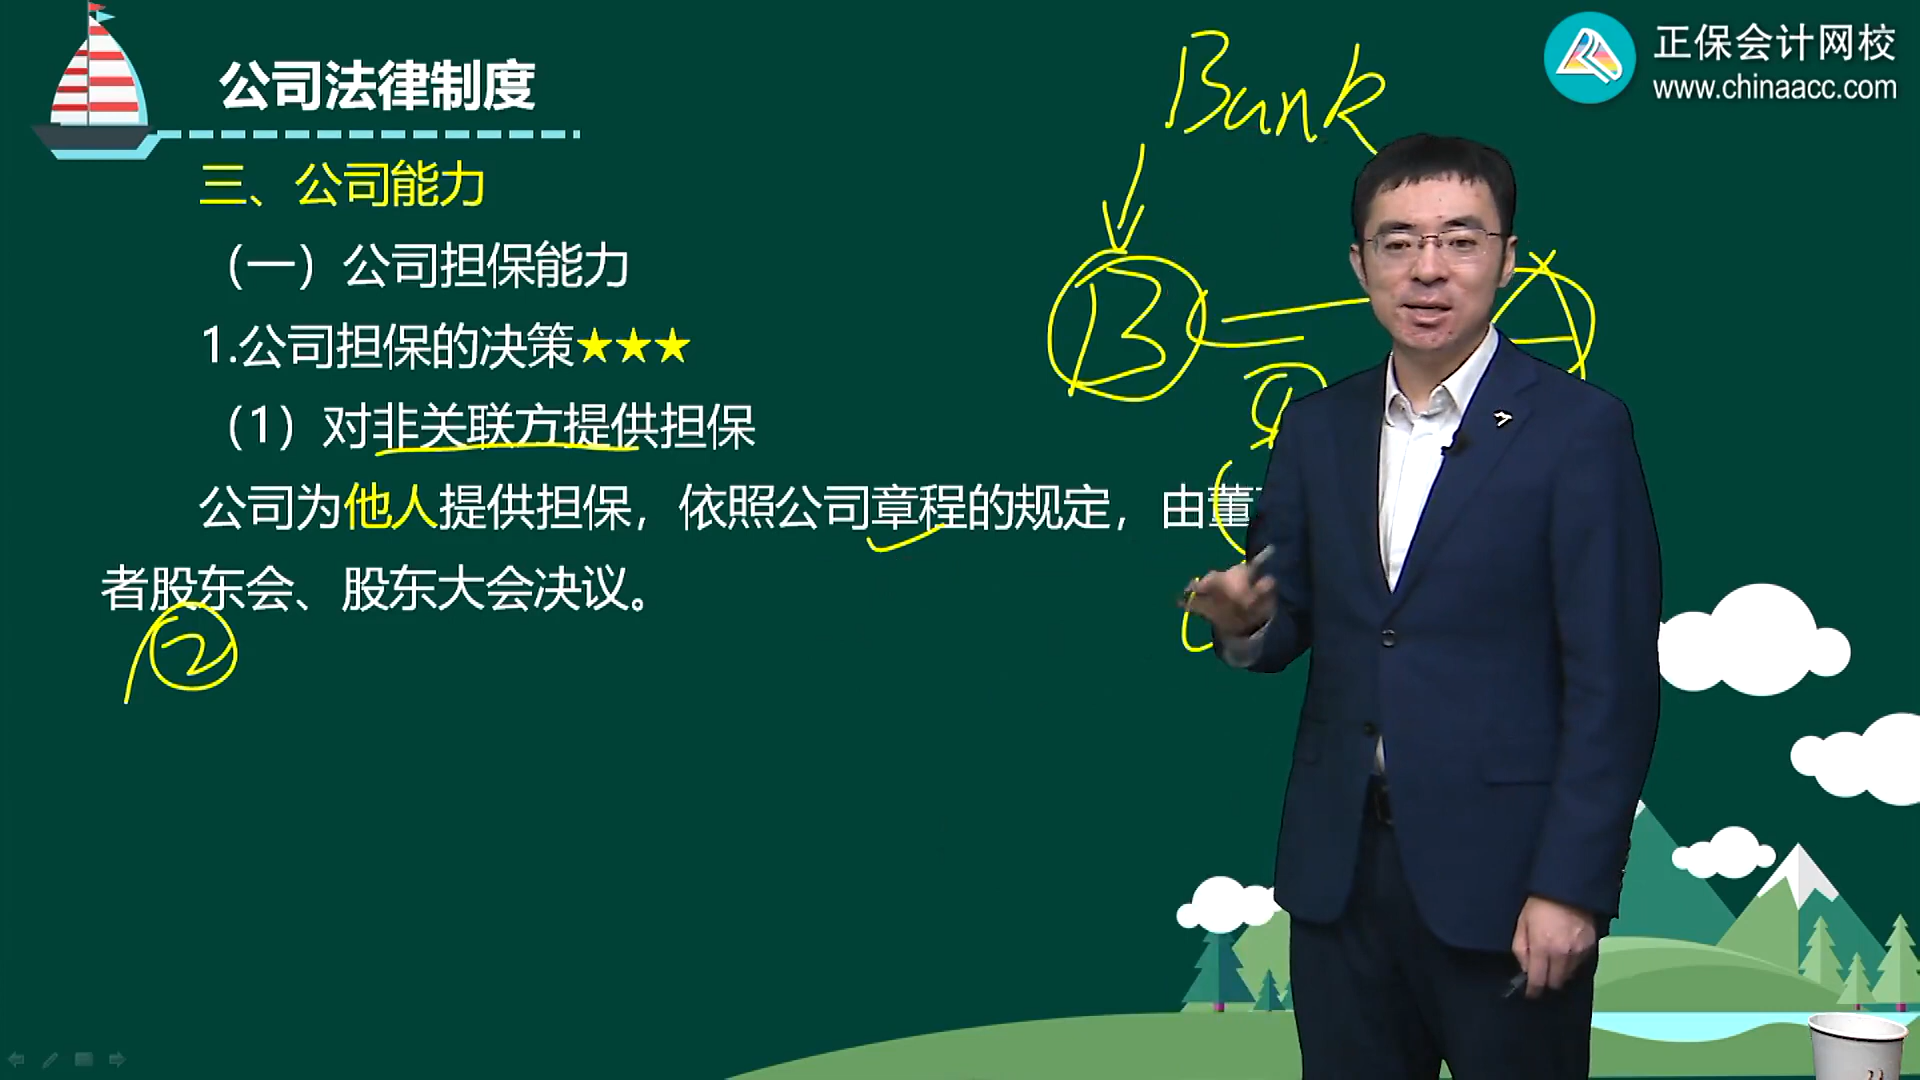 正保会计网校
www.chinaacc.com
公司法律制度
Bank
三、公司能力
（一）公司担保能力
B
A
1.公司担保的决策★★★
（1）对非关联方提供担保
公司为他人提供担保，依照公司章程的规定，由董
者股东会、股东大会决议。
②